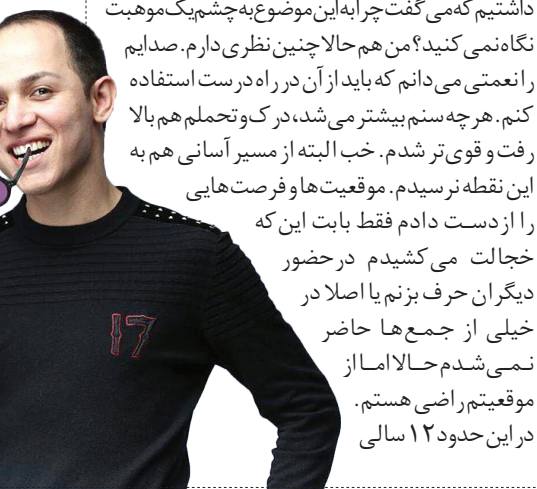 داشتیم که می گفت چرا به این موضوع به چشم یک موهبت
نگاه نمی کنید؟ من هم حالا چنین نظری دارم. صدایم
را نعمتی می دانم که باید از آن در راه درست استفاده
کنم. هر چه سنم بیشتر می شد، درک و تحملم هم بالا
رفت و قوی تر شدم. خب البته از مسیر آسانی هم به
این نقطه نرسیدم. موقعیت ها و فرصت هایی
را از دست دادم فقط بابت این که
خجالت می کشیدم در حضور
دیگران حرف بزنم یا اصلا در
خیلی از جمع ها حاضر
نمی شدم حالا اما از
موقعیتم راضی هستم.
در این حدود ۱۲ سالی
17